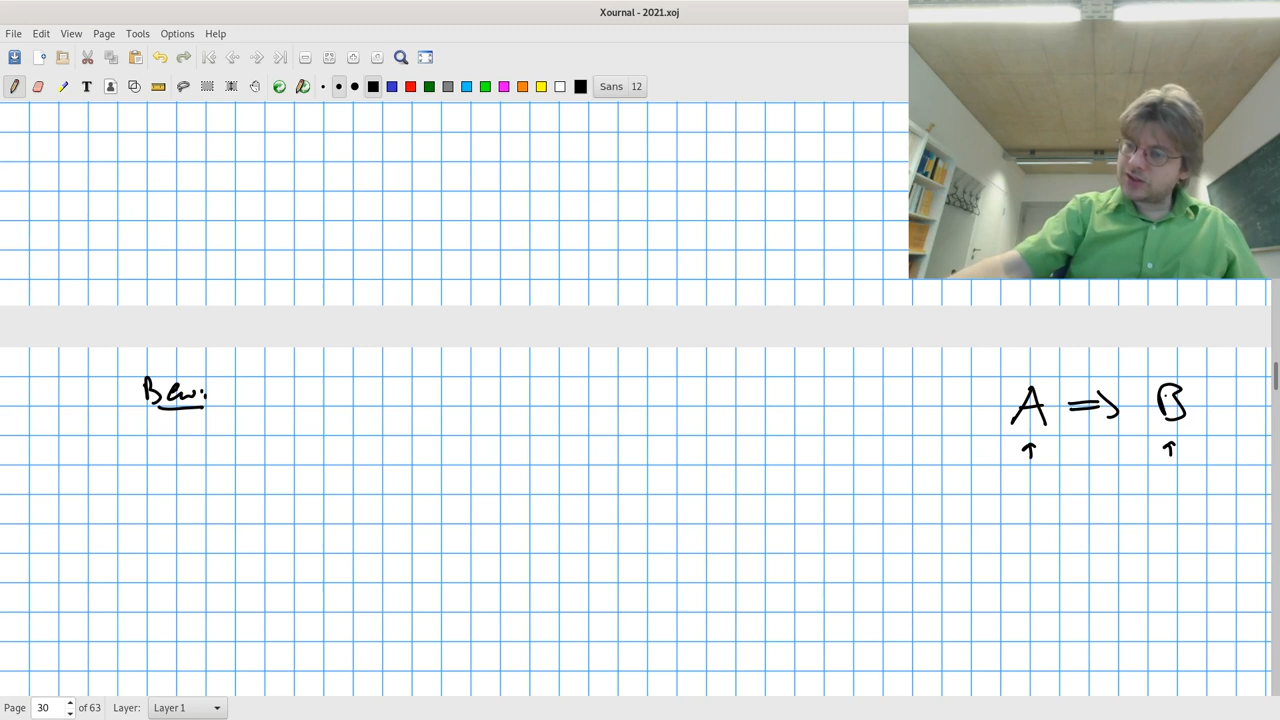 Xournal - 2021.xoj
File Edit View Page Tools Options Help
T Sans 12
Bew:
A ⇒ B
↑ ↑
Page 30 of 63 Layer: Layer 1